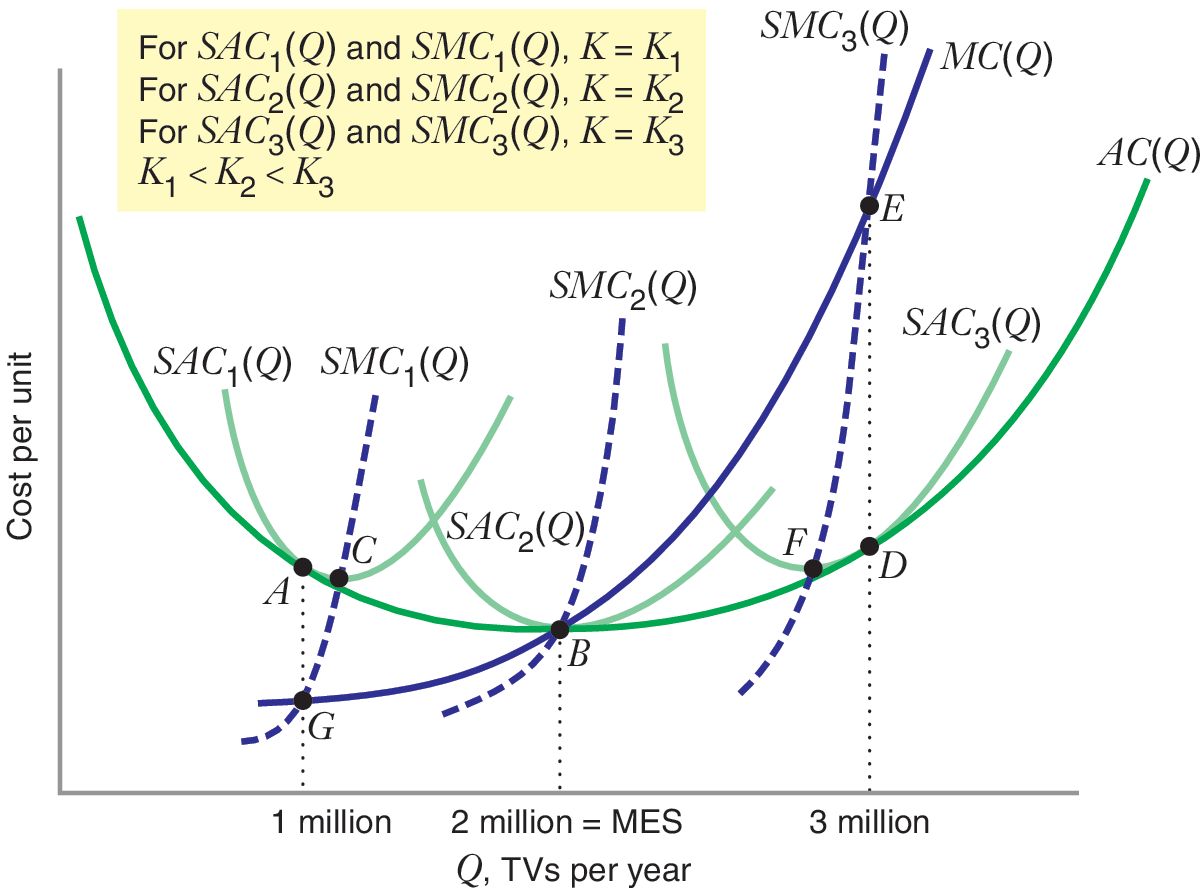 For SAC₁(Q) and SMC₁(Q), K = K₁
For SAC₂(Q) and SMC₂(Q), K = K₂
For SAC₃(Q) and SMC₃(Q), K = K₃
K₁ < K₂ < K₃
SMC₃(Q)
MC(Q)
AC(Q)
E
SMC₂(Q)
SAC₃(Q)
SAC₁(Q)
SMC₁(Q)
Cost per unit
SAC₂(Q)
C
F
D
A
B
G
1 million
2 million = MES
3 million
Q, TVs per year